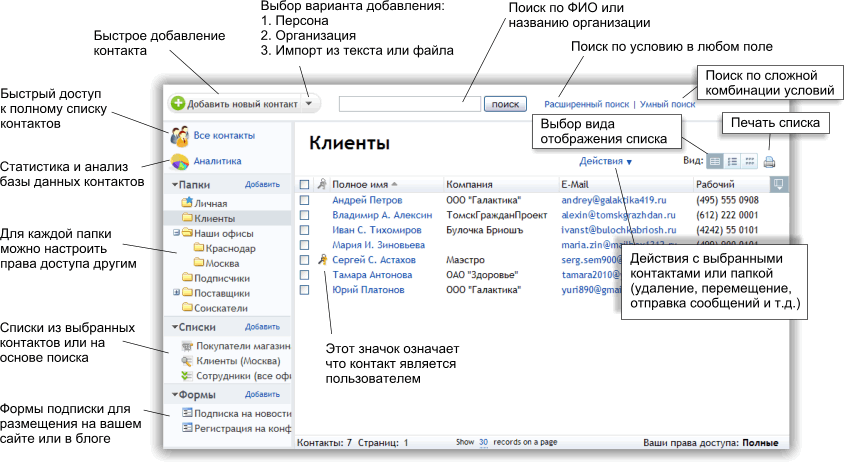 Выбор варианта добавления:
1. Персона
2. Организация
3. Импорт из текста или файла
Быстрое добавление
контакта
Поиск по ФИО или
названию организации
Поиск по условию в любом поле
Поиск по сложной
комбинации условий
Быстрый доступ
к полному списку
контактов
Добавить новый контакт
поиск
Расширенный поиск | Умный поиск
Выбор вида
отображения списка
Печать списка
Все контакты
Аналитика
Статистика и анализ
базы данных контактов
Клиенты
Действия
Вид:
Папки Добавить
Личная
Клиенты
Наши офисы
Краснодар
Москва
Подписчики
Поставщики
Соискатели
Для каждой папки
можно настроить
права доступа другим
Полное имя Компания E-Mail Рабочий
Андрей Петров ООО "Галактика" andrey@galaktika419.ru (495) 555 0908
Владимир А. Алексин ТомскГражданПроект alexin@tomskgrazhdan.ru (612) 222 0001
Иван С. Тихомиров Булочка Бриошъ ivanst@bulochkabriosh.ru (4242) 55 0101
Мария И. Зиновьева
Сергей С. Астахов Маэстро serg.sem900@
Тамара Антонова ОАО "Здоровье" tamara2010@
Юрий Платонов ООО "Галактика" yuri890@gmai
Действия с выбранными
контактами или папкой
(удаление, перемещение,
отправка сообщений и т.д.)
Списки Добавить
Покупатели магазин
Клиенты (Москва)
Сотрудники (все офи
Списки из выбранных
контактов или на
основе поиска
Этот значок означает
что контакт является
пользователем
Формы Добавить
Подписка на новости
Регистрация на конф
Формы подписки для
размещения на вашем
сайте или в блоге
Контакты: 7 Страниц: 1
Show 30 records on a page
Ваши права доступа: Полные